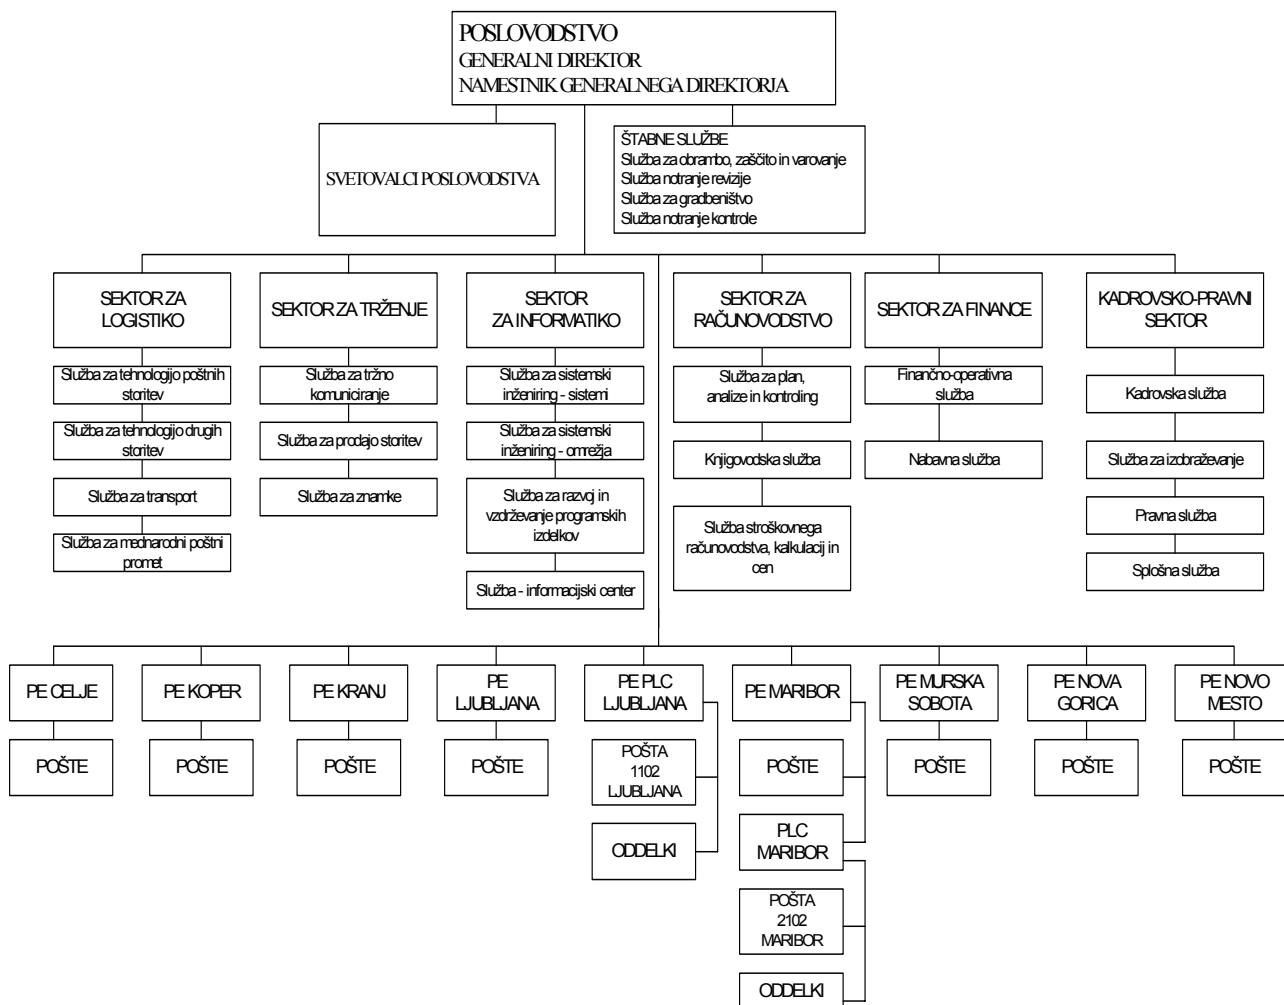 POSLOVODSTVO
GENERALNI DIREKTOR
NAMESTNIK GENERALNEGA DIREKTORJA
SVETOVALCI POSLOVODSTVA
ŠTABNE SLUŽBE
Služba za obrambo, zaščito in varovanje
Služba notranje revizije
Služba za gradbeništvo
Služba notranje kontrole
SEKTOR ZA
LOGISTIKO
Služba za tehnologijo poštnih
storitev
Služba za tehnologijo drugih
storitev
Služba za transport
Služba za mednarodni poštni
promet
SEKTOR ZA TRŽENJE
Služba za tržno
komuniciranje
Služba za prodajo storitev
Služba za znamke
SEKTOR
ZA INFORMATIKO
Služba za sistemski
inženiring - sistemi
Služba za sistemski
inženiring - omrežja
Služba za razvoj in
vzdrževanje programskih
izdelkov
Služba - informacijski center
SEKTOR ZA
RAČUNOVODSTVO
Služba za plan,
analize in kontroling
Knjigovodska služba
Služba stroškovnega
računovodstva, kalkulacij in
cen
SEKTOR ZA FINANCE
Finančno-operativna
služba
Nabavna služba
KADROVSKO-PRAVNI
SEKTOR
Kadrovska služba
Služba za izobraževanje
Pravna služba
Splošna služba
PE CELJE
POŠTE
PE KOPER
POŠTE
PE KRANJ
POŠTE
PE
LJUBLJANA
POŠTE
PE PLC
LJUBLJANA
POŠTA
1102
LJUBLJANA
ODDELKI
PE MARIBOR
POŠTE
PLC
MARIBOR
POŠTA
2102
MARIBOR
ODDELKI
PE MURSKA
SOBOTA
POŠTE
PE NOVA
GORICA
POŠTE
PE NOVO
MESTO
POŠTE